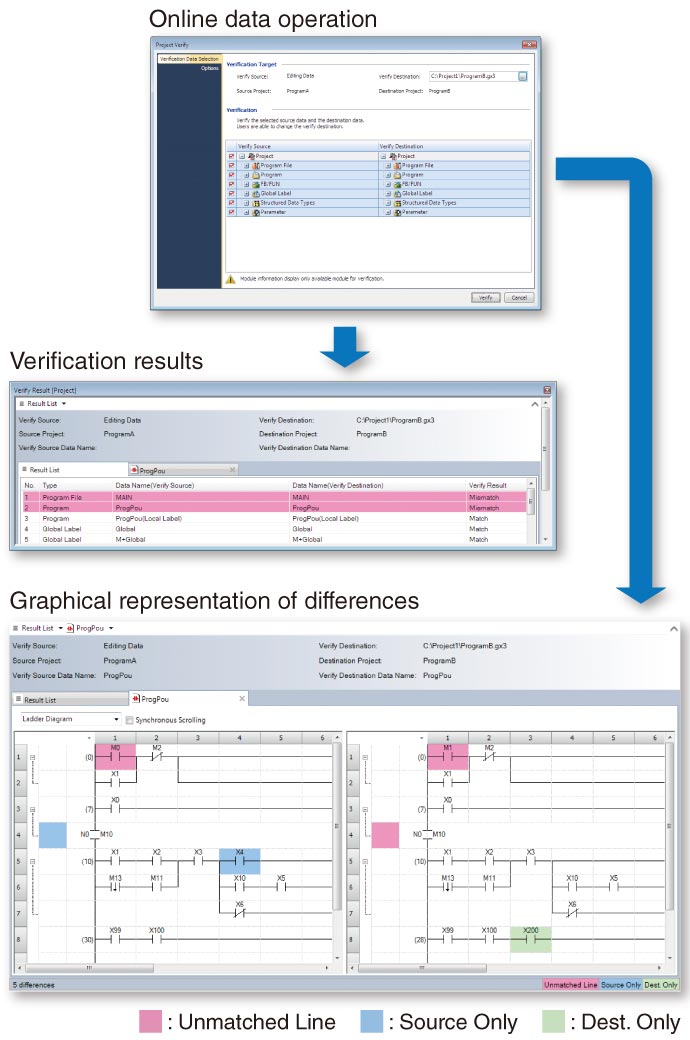 Online data operation
Project Verify
Verification Data Selection
Options
Verification Target
Verify Source: Editing Data Verify Destination: C:\Project1\ProgramB.gx3 ...
Source Project: ProgramA Destination Project: ProgramB
Verification
Verify the selected source data and the destination data.
Users are able to change the verify destination.
Verify Source Verify Destination
Project Project
Program File Program File
Program Program
FB/FUN FB/FUN
Global Label Global Label
Structured Data Types Structured Data Types
Parameter Parameter
Module information display only available module for verification.
Verify Cancel
Verification results
Verify Result [Project]
Result List
Verify Source: Editing Data Verify Destination: C:\Project1\ProgramB.gx3
Source Project: ProgramA Destination Project: ProgramB
Verify Source Data Name: Verify Destination Data Name:
Result List ProgPou
No. Type Data Name(Verify Source) Data Name(Verify Destination) Verify Result
1 Program File MAIN MAIN Mismatch
2 Program ProgPou ProgPou Mismatch
3 Program ProgPou(Local Label) ProgPou(Local Label) Match
4 Global Label Global Global Match
5 Global Label M+Global M+Global Match
Graphical representation of differences
Result List ProgPou
Verify Source: Editing Data Verify Destination: C:\Project1\ProgramB.gx3
Source Project: ProgramA Destination Project: ProgramB
Verify Source Data Name: ProgPou Verify Destination Data Name: ProgPou
Result List ProgPou
Ladder Diagram Synchronous Scrolling
1 2 3 4 5 6 1 2 3 4 5 6
M0 M2 M1 M2
1 (0) 1 (0)
X1 X1
2 2
X0 X0
3 (7) 3 (7)
4 N0 M10 4 N0 M10
X1 X2 X3 X4 X1 X2 X3
5 (10) 5 (10)
M13 M11 X10 X5 M13 M11 X10 X5
6 6
X6 X6
7 7
X99 X100 X99 X100 X200
8 (30) 8 (28)
5 differences Unmatched Line Source Only Dest. Only
: Unmatched Line : Source Only : Dest. Only